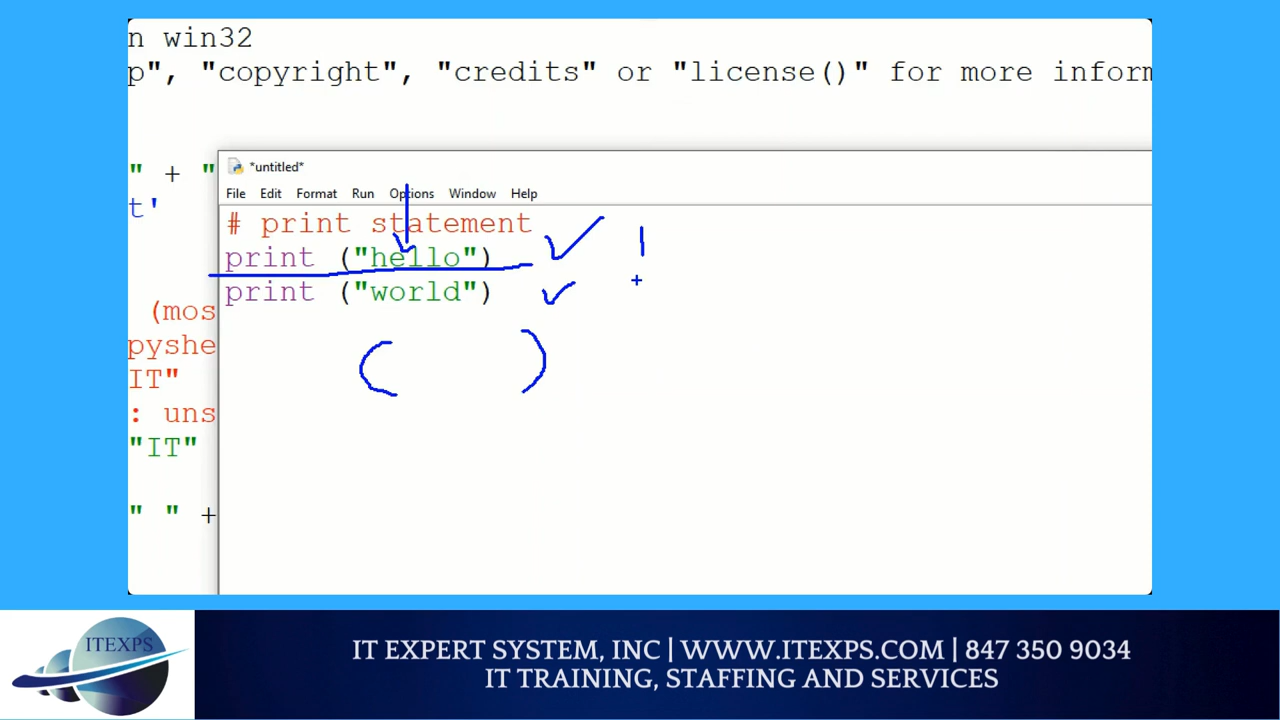 n win32
p", "copyright", "credits" or "license()" for more inform
" + "
t'
*untitled*
File Edit Format Run Options Window Help
# print statement
print ("hello")
print ("world")
(mos
pyshe
IT"
: uns
"IT"
" " +
( )
ITEXPS
IT EXPERT SYSTEM, INC | WWW.ITEXPS.COM | 847 350 9034
IT TRAINING, STAFFING AND SERVICES